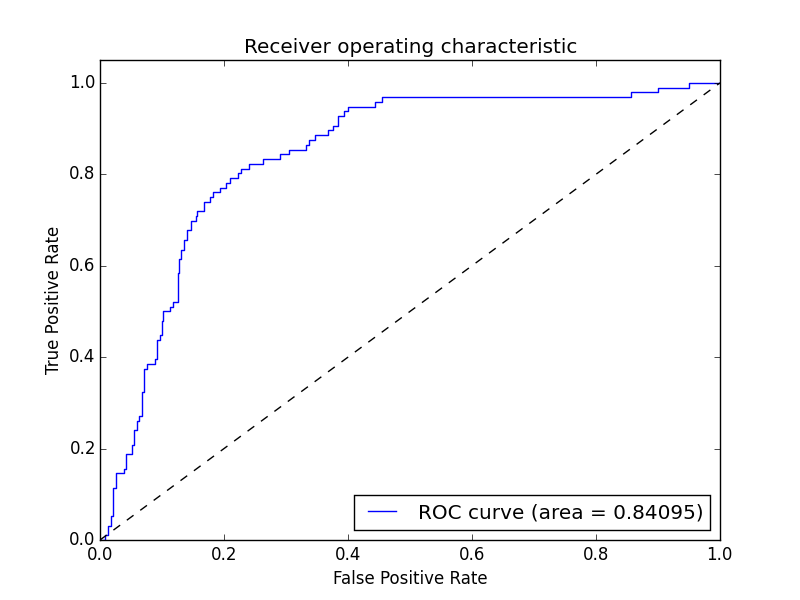 Receiver operating characteristic
1.0
0.8
0.6
0.4
0.2
0.0
True Positive Rate
ROC curve (area = 0.84095)
0.0 0.2 0.4 0.6 0.8 1.0
False Positive Rate